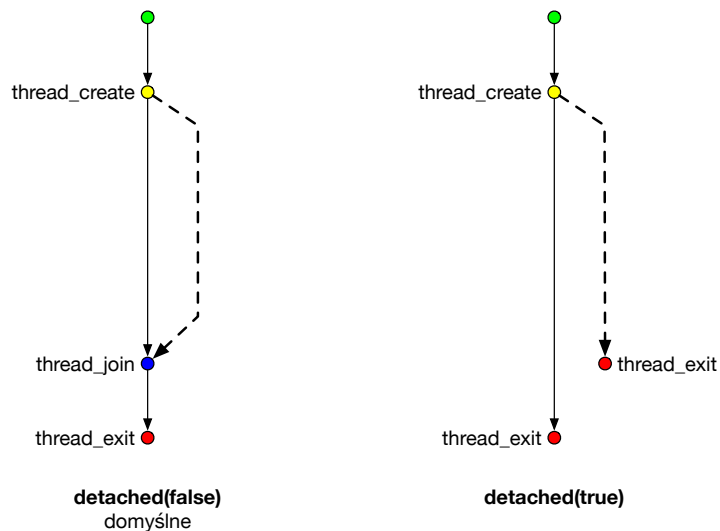 thread_create
thread_join
thread_exit
detached(false)
domyślne
thread_create
thread_exit
thread_exit
detached(true)